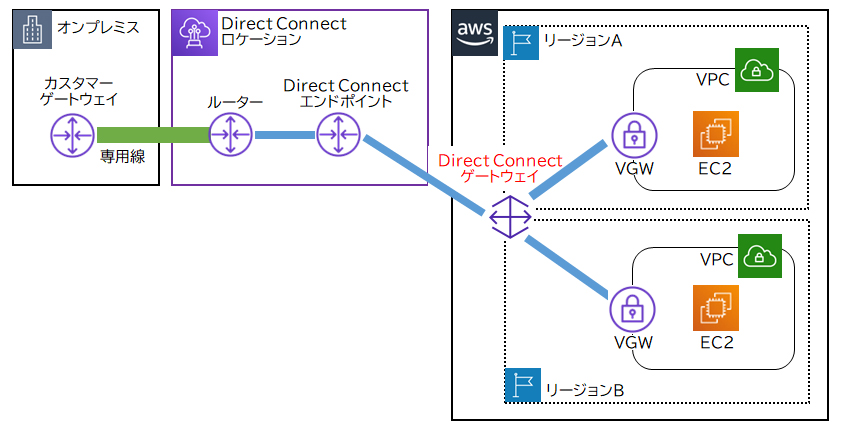 オンプレミス
カスタマー
ゲートウェイ
専用線
Direct Connect
ロケーション
ルーター
Direct Connect
エンドポイント
aws
Direct Connect
ゲートウェイ
リージョンA
VPC
VGW
EC2
VPC
VGW
EC2
リージョンB